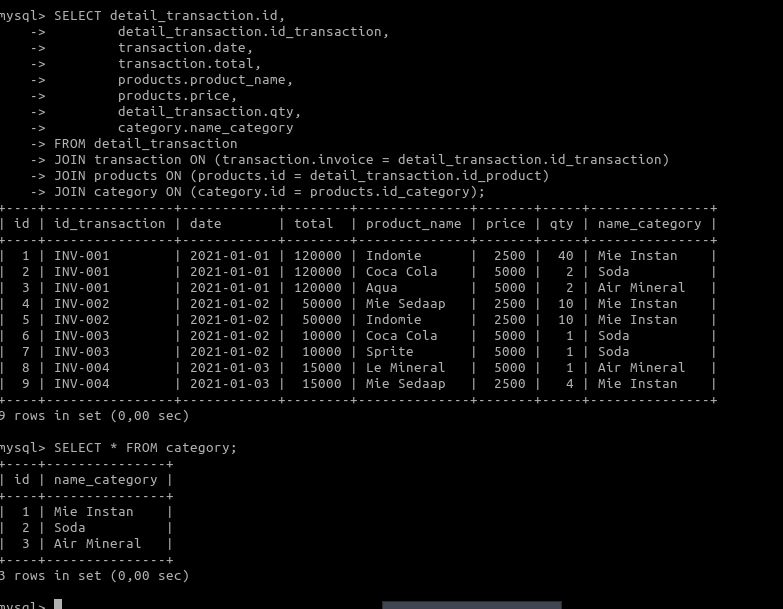 mysql> SELECT detail_transaction.id,
    ->         detail_transaction.id_transaction,
    ->         transaction.date,
    ->         transaction.total,
    ->         products.product_name,
    ->         products.price,
    ->         detail_transaction.qty,
    ->         category.name_category
    -> FROM detail_transaction
    -> JOIN transaction ON (transaction.invoice = detail_transaction.id_transaction)
    -> JOIN products ON (products.id = detail_transaction.id_product)
    -> JOIN category ON (category.id = products.id_category);
+----+----------------+------------+--------+--------------+-------+-----+---------------+
| id | id_transaction | date       | total  | product_name | price | qty | name_category |
+----+----------------+------------+--------+--------------+-------+-----+---------------+
|  1 | INV-001        | 2021-01-01 | 120000 | Indomie      |  2500 |  40 | Mie Instan    |
|  2 | INV-001        | 2021-01-01 | 120000 | Coca Cola    |  5000 |   2 | Soda          |
|  3 | INV-001        | 2021-01-01 | 120000 | Aqua         |  5000 |   2 | Air Mineral   |
|  4 | INV-002        | 2021-01-02 |  50000 | Mie Sedaap   |  2500 |  10 | Mie Instan    |
|  5 | INV-002        | 2021-01-02 |  50000 | Indomie      |  2500 |  10 | Mie Instan    |
|  6 | INV-003        | 2021-01-02 |  10000 | Coca Cola    |  5000 |   1 | Soda          |
|  7 | INV-003        | 2021-01-02 |  10000 | Sprite       |  5000 |   1 | Soda          |
|  8 | INV-004        | 2021-01-03 |  15000 | Le Mineral   |  5000 |   1 | Air Mineral   |
|  9 | INV-004        | 2021-01-03 |  15000 | Mie Sedaap   |  2500 |   4 | Mie Instan    |
+----+----------------+------------+--------+--------------+-------+-----+---------------+
9 rows in set (0,00 sec)

mysql> SELECT * FROM category;
+----+---------------+
| id | name_category |
+----+---------------+
|  1 | Mie Instan    |
|  2 | Soda          |
|  3 | Air Mineral   |
+----+---------------+
3 rows in set (0,00 sec)

mysql>